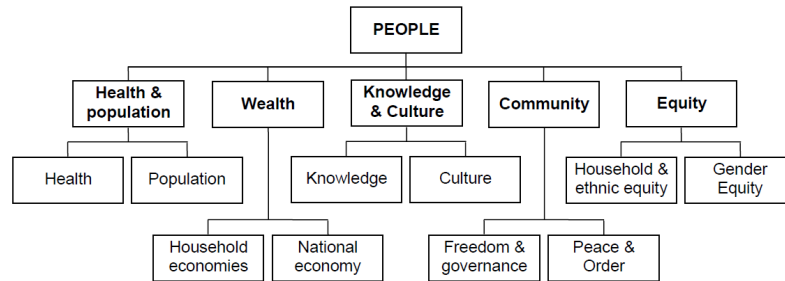 PEOPLE
Health &
population
Wealth
Knowledge
& Culture
Community
Equity
Health
Population
Knowledge
Culture
Household &
ethnic equity
Gender
Equity
Household
economies
National
economy
Freedom &
governance
Peace &
Order